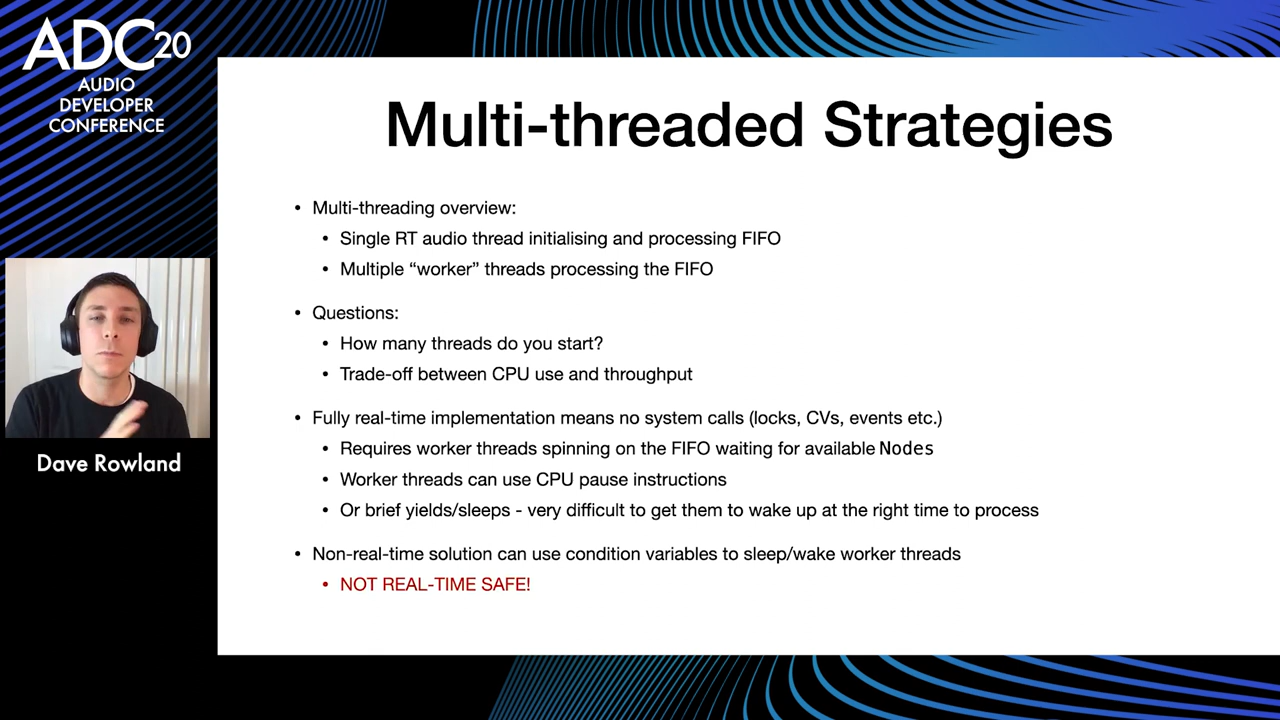 ADC20
AUDIO
DEVELOPER
CONFERENCE
Multi-threaded Strategies
• Multi-threading overview:
• Single RT audio thread initialising and processing FIFO
• Multiple “worker” threads processing the FIFO
• Questions:
• How many threads do you start?
• Trade-off between CPU use and throughput
• Fully real-time implementation means no system calls (locks, CVs, events etc.)
• Requires worker threads spinning on the FIFO waiting for available Nodes
• Worker threads can use CPU pause instructions
• Or brief yields/sleeps - very difficult to get them to wake up at the right time to process
• Non-real-time solution can use condition variables to sleep/wake worker threads
• NOT REAL-TIME SAFE!
Dave Rowland